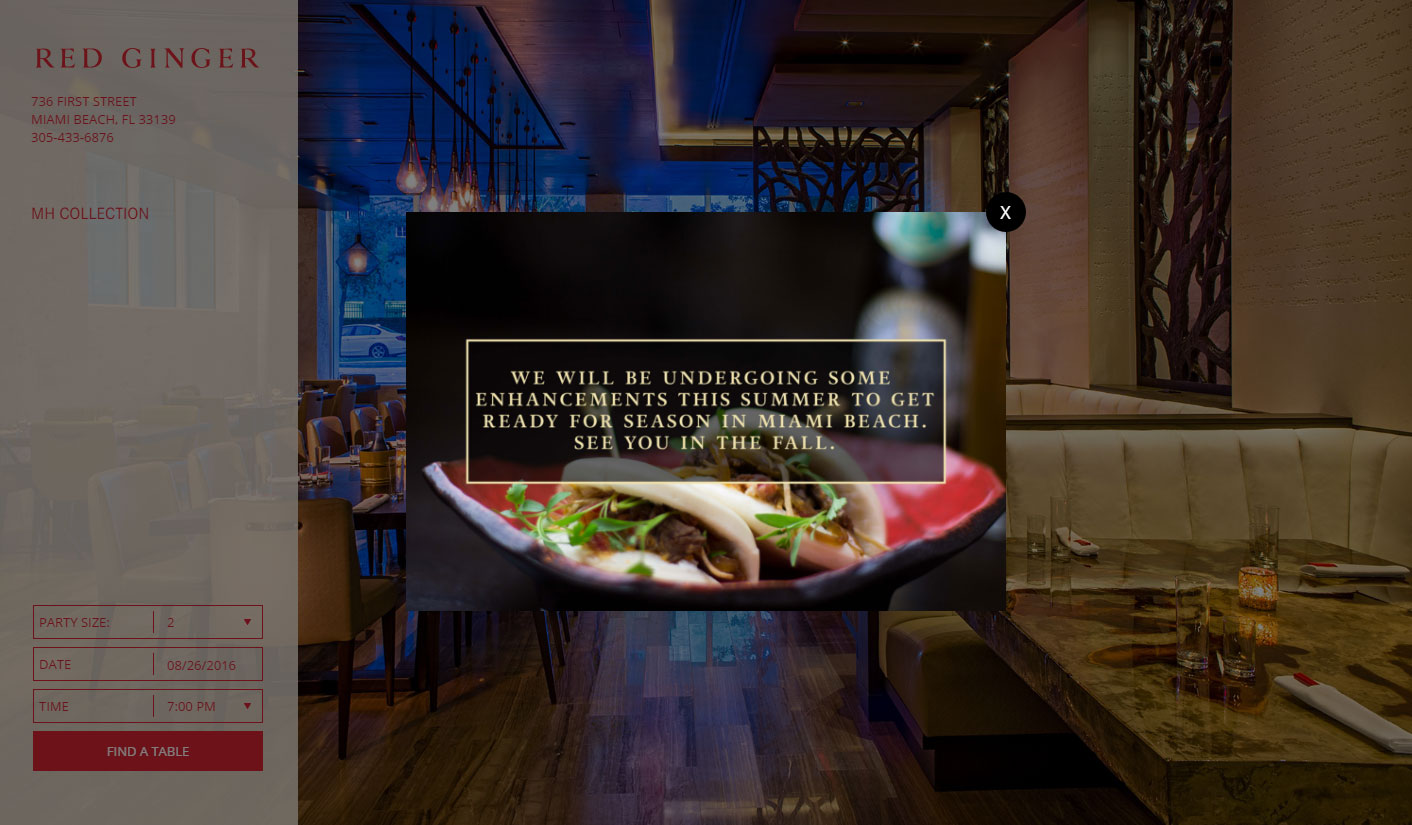 RED GINGER
736 FIRST STREET
MIAMI BEACH, FL 33139
305-433-6876
MH COLLECTION
X
WE WILL BE UNDERGOING SOME
ENHANCEMENTS THIS SUMMER TO GET
READY FOR SEASON IN MIAMI BEACH.
SEE YOU IN THE FALL.
PARTY SIZE: 2
DATE 08/26/2016
TIME 7:00 PM
FIND A TABLE